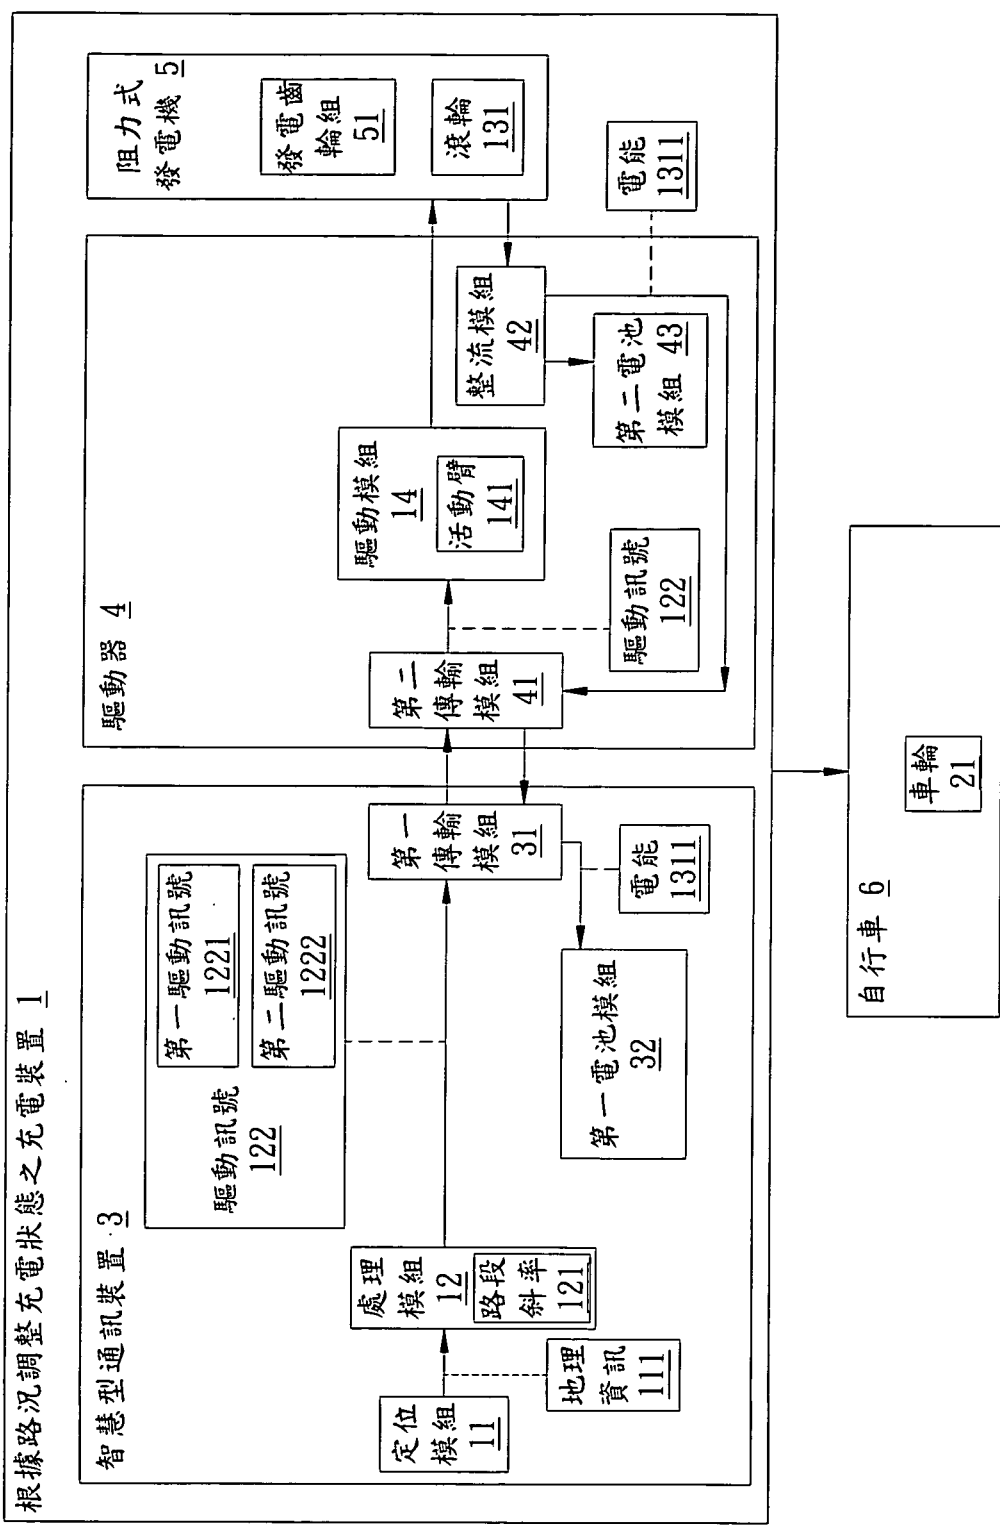 根據路況調整充電狀態之充電裝置 1
智慧型通訊裝置 3
定位
模組
11
地理
資訊
111
處理
模組
12
路段
斜率
121
驅動訊號
122
第一驅動訊號
1221
第二驅動訊號
1222
第一
傳輸
模組
31
電能
1311
第一電池模組
32
驅動器 4
第二
傳輸
模組
41
驅動訊號
122
驅動模組
14
活動臂
141
整流模組
42
第二電池
模組 43
電能
1311
阻力式
發電機 5
發電齒
輪組
51
滾輪
131
自行車 6
車輪
21